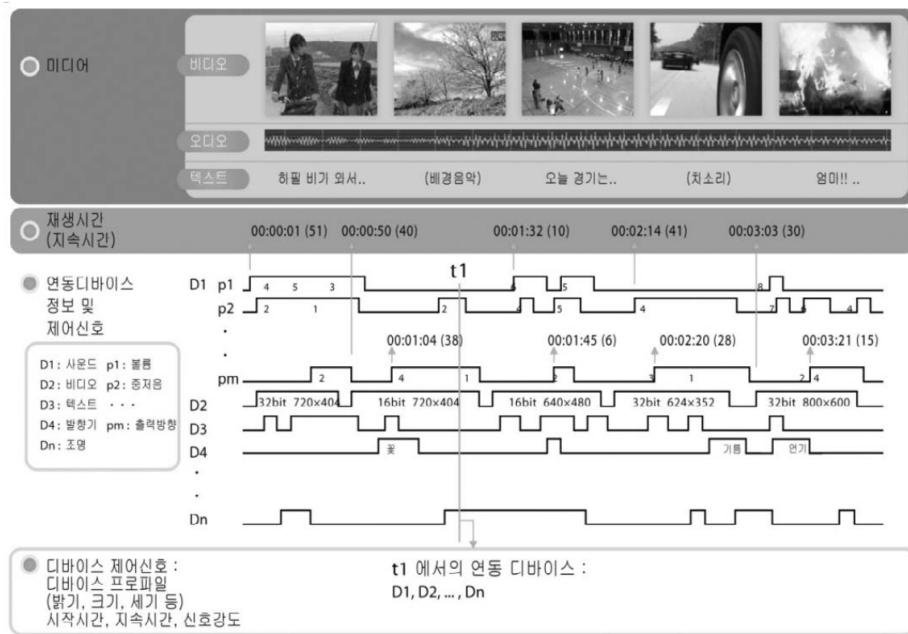 미디어
비디오
오디오
텍스트
히필 비가 외서..
(배경음악)
오늘 경기는..
(치소리)
엄미!! ..
재생시간
(지속시간)
00:00:01 (51)
00:00:50 (40)
00:01:32 (10)
00:02:14 (41)
00:03:03 (30)
t1
연동디바이스
정보 및
제어신호
D1 p1 4 5 3 6 5 8
p2 2 1 2 4 5 4 7 6 4
.
.
00:01:04 (38)
00:01:45 (6)
00:02:20 (28)
00:03:21 (15)
pm 2 4 1 2 3 1 2 4
D1: 사운드 p1: 볼륨
D2: 비디오 p2: 중저음
D3: 텍스트 · · ·
D4: 발향기 pm: 출력방향
Dn: 조명
D2 32bit 720×404 16bit 720×404 16bit 640×480 32bit 624×352 32bit 800×600
D3
D4 꽃 기름 연기
.
.
Dn
디바이스 제어신호 :
디바이스 프로파일
(밝기, 크기, 세기 등)
시작시간, 지속시간, 신호강도
t1 에서의 연동 디바이스 :
D1, D2, ... , Dn